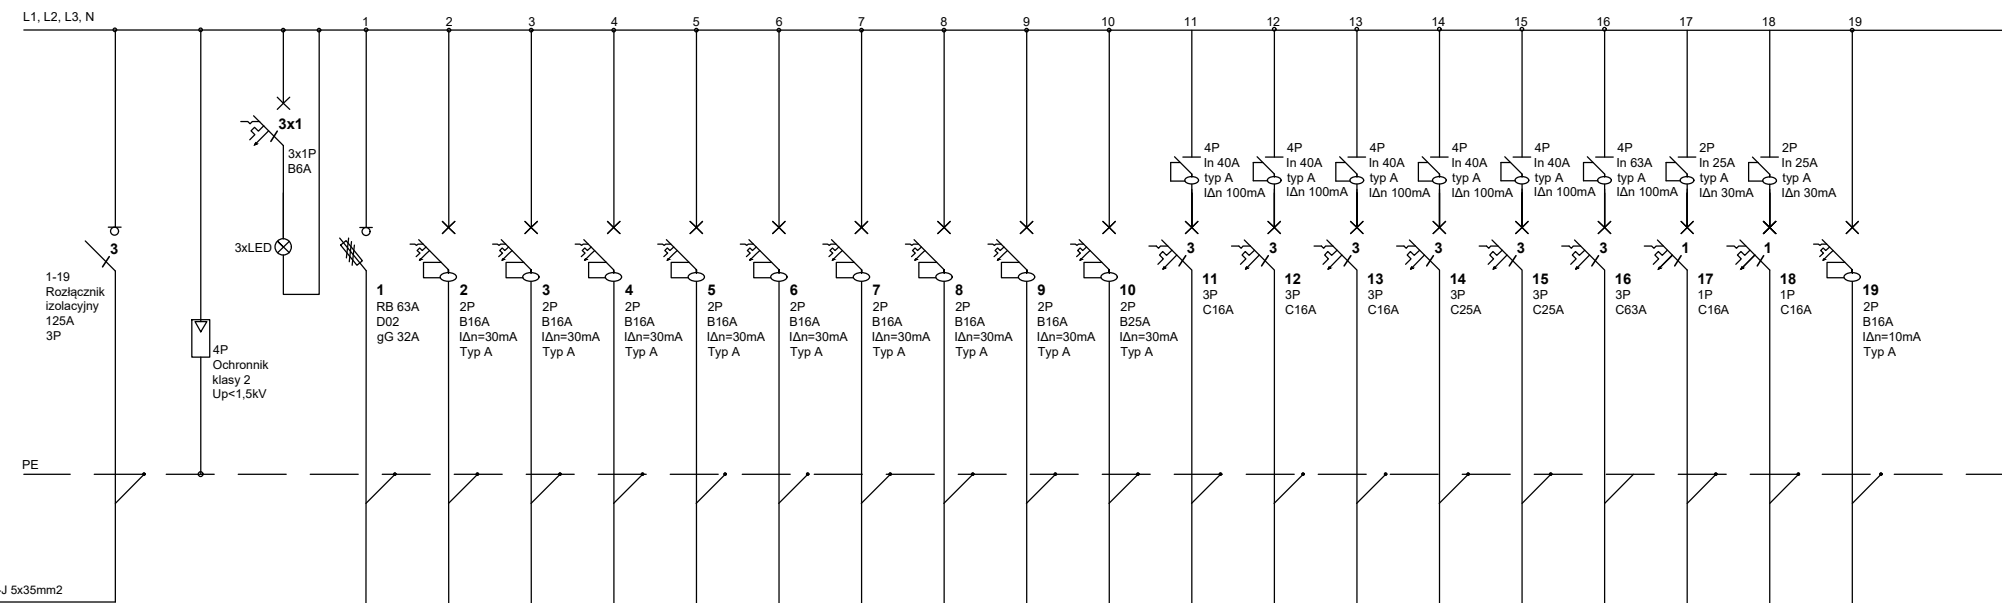 L1, L2, L3, N
1 2 3 4 5 6 7 8 9 10 11 12 13 14 15 16 17 18 19
3
1-19
Rozłącznik
izolacyjny
125A
3P
4P
Ochronnik
klasy 2
Up<1,5kV
3x1
3x1P
B6A
3xLED
1
RB 63A
D02
gG 32A
2
2P
B16A
IΔn=30mA
Typ A
3
2P
B16A
IΔn=30mA
Typ A
4
2P
B16A
IΔn=30mA
Typ A
5
2P
B16A
IΔn=30mA
Typ A
6
2P
B16A
IΔn=30mA
Typ A
7
2P
B16A
IΔn=30mA
Typ A
8
2P
B16A
IΔn=30mA
Typ A
9
2P
B16A
IΔn=30mA
Typ A
10
2P
B25A
IΔn=30mA
Typ A
4P
In 40A
typ A
IΔn 100mA
3
11
3P
C16A
4P
In 40A
typ A
IΔn 100mA
3
12
3P
C16A
4P
In 40A
typ A
IΔn 100mA
3
13
3P
C16A
4P
In 40A
typ A
IΔn 100mA
3
14
3P
C25A
4P
In 40A
typ A
IΔn 100mA
3
15
3P
C25A
4P
In 63A
typ A
IΔn 100mA
3
16
3P
C63A
2P
In 25A
typ A
IΔn 30mA
1
17
1P
C16A
2P
In 25A
typ A
IΔn 30mA
1
18
1P
C16A
19
2P
B16A
IΔn=10mA
Typ A
PE
J 5x35mm2